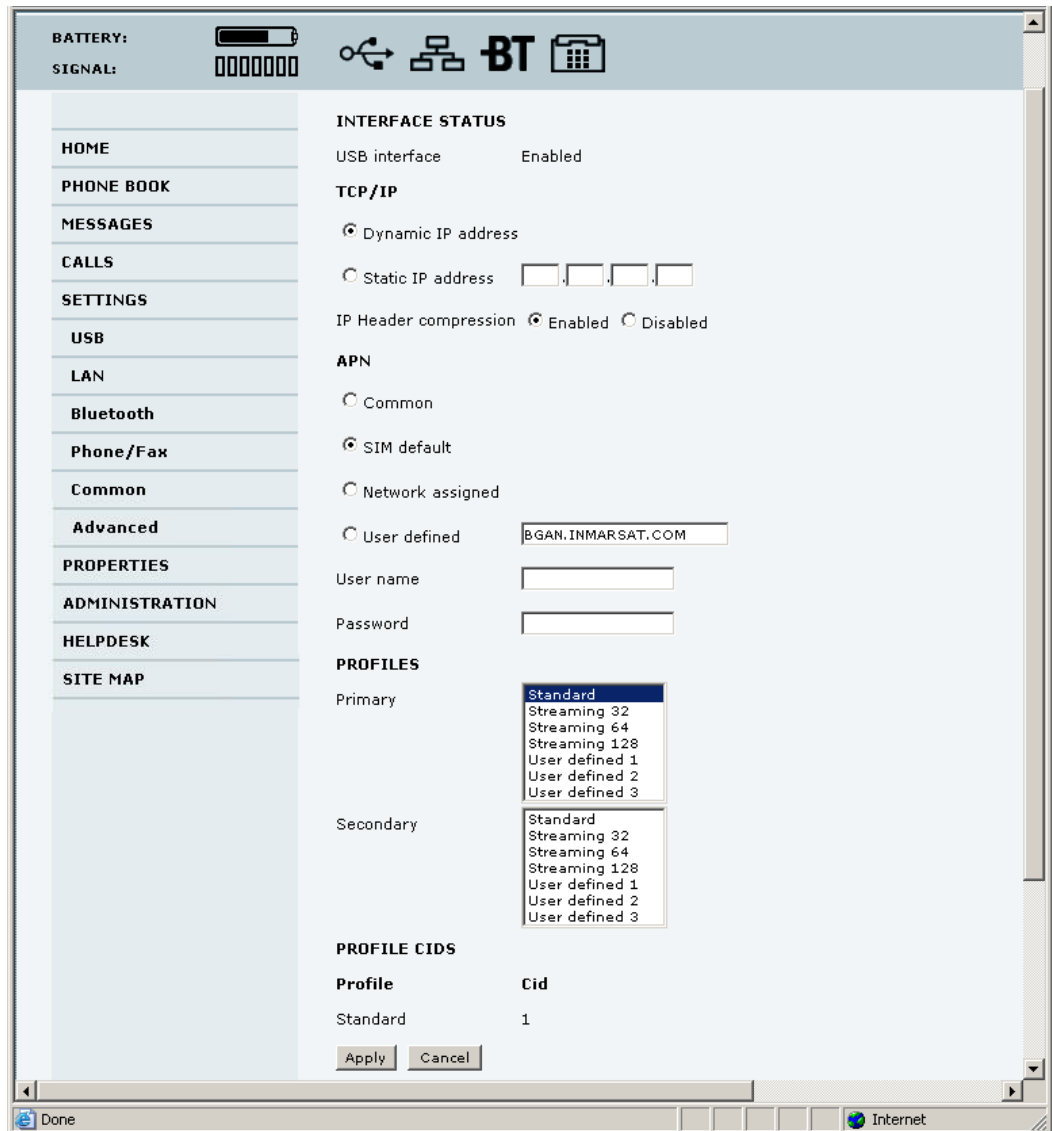 BATTERY:
SIGNAL:
BT
HOME
PHONE BOOK
MESSAGES
CALLS
SETTINGS
USB
LAN
Bluetooth
Phone/Fax
Common
Advanced
PROPERTIES
ADMINISTRATION
HELPDESK
SITE MAP
INTERFACE STATUS
USB interface Enabled
TCP/IP
Dynamic IP address
Static IP address . . .
IP Header compression Enabled Disabled
APN
Common
SIM default
Network assigned
User defined BGAN.INMARSAT.COM
User name
Password
PROFILES
Primary
Standard
Streaming 32
Streaming 64
Streaming 128
User defined 1
User defined 2
User defined 3
Secondary
Standard
Streaming 32
Streaming 64
Streaming 128
User defined 1
User defined 2
User defined 3
PROFILE CIDS
Profile Cid
Standard 1
Apply Cancel
Done Internet